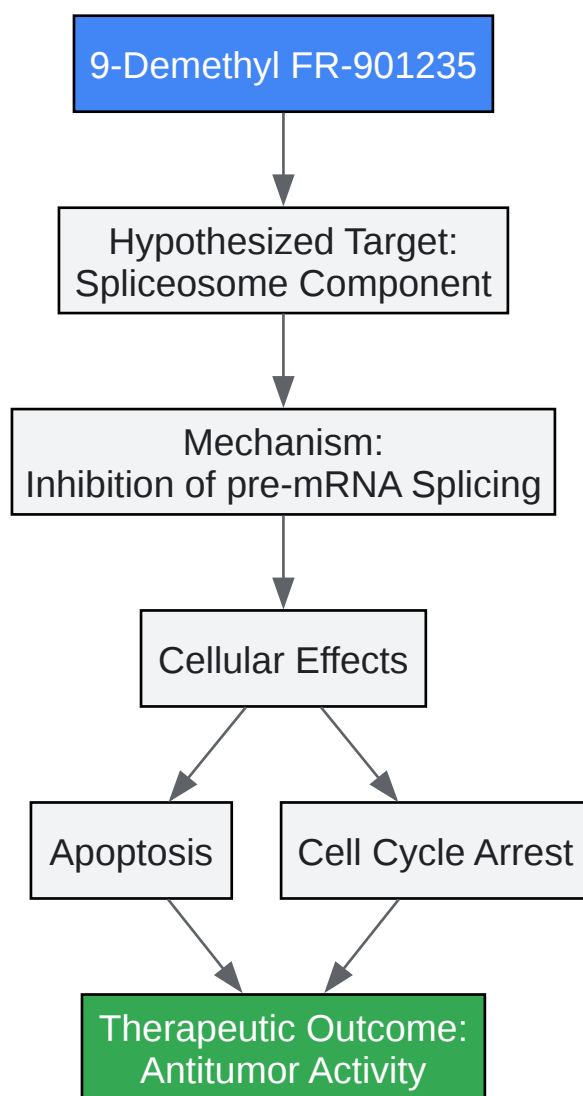 9-Demethyl FR-901235
Hypothesized Target:
Spliceosome Component
Mechanism:
Inhibition of pre-mRNA Splicing
Cellular Effects
Apoptosis
Cell Cycle Arrest
Therapeutic Outcome:
Antitumor Activity